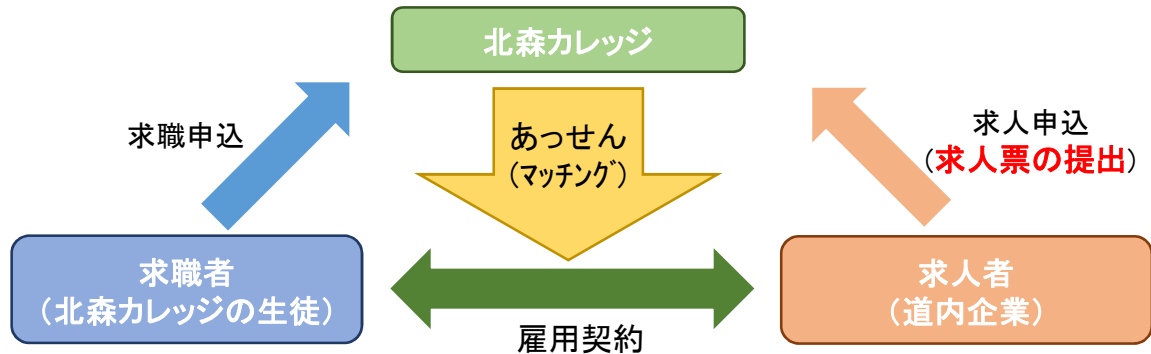 北森カレッジ
あっせん
(マッチング)
求職申込
求人申込
(求人票の提出)
求職者
(北森カレッジの生徒)
求人者
(道内企業)
雇用契約